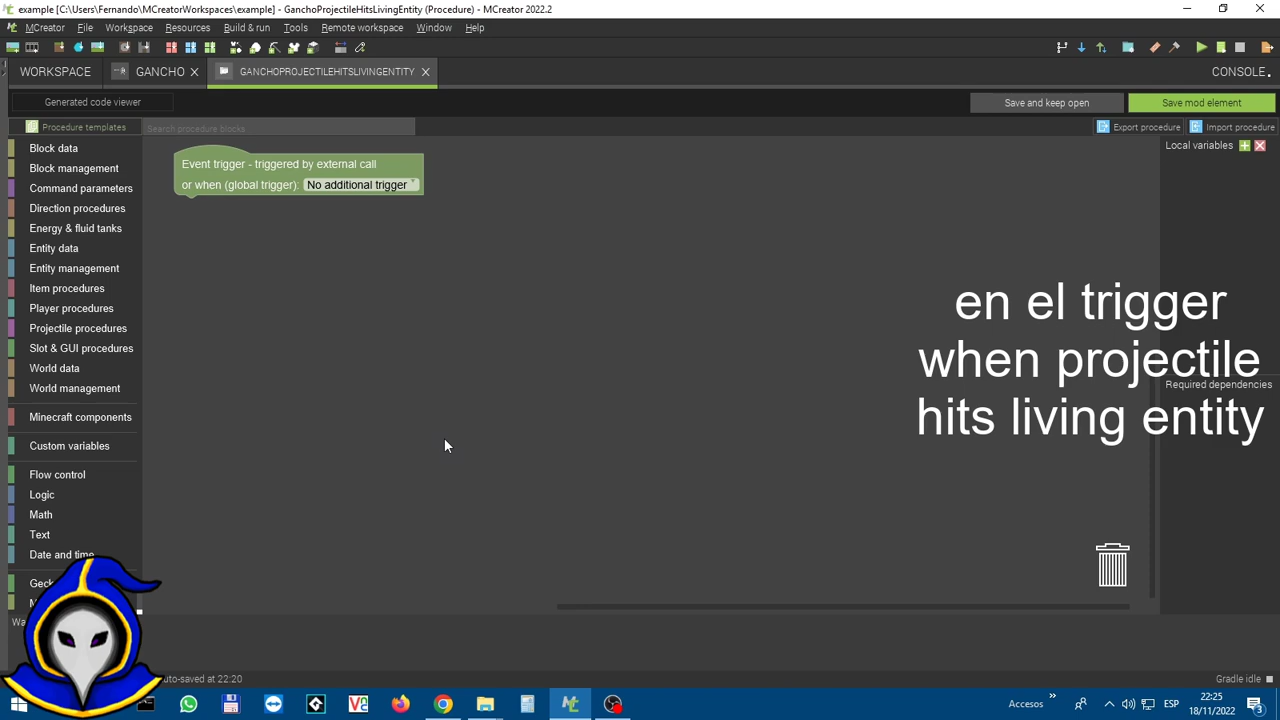 example [C:\Users\Fernando\MCreatorWorkspaces\example] - GanchoProjectileHitsLivingEntity (Procedure) - MCreator 2022.2
MCreator File Workspace Resources Build & run Tools Remote workspace Window Help
WORKSPACE GANCHO GANCHOPROJECTILEHITSLIVINGENTITY CONSOLE
Generated code viewer Save and keep open Save mod element
Procedure templates Search procedure blocks Export procedure Import procedure
Local variables
Block data
Block management
Command parameters
Direction procedures
Energy & fluid tanks
Entity data
Entity management
Item procedures
Player procedures
Projectile procedures
Slot & GUI procedures
World data
World management
Minecraft components
Custom variables
Flow control
Logic
Math
Text
Date and time
Event trigger - triggered by external call
or when (global trigger): No additional trigger
en el trigger
when projectile
hits living entity
Required dependencies
Gradle idle
Accesos » ESP 22:25
18/11/2022